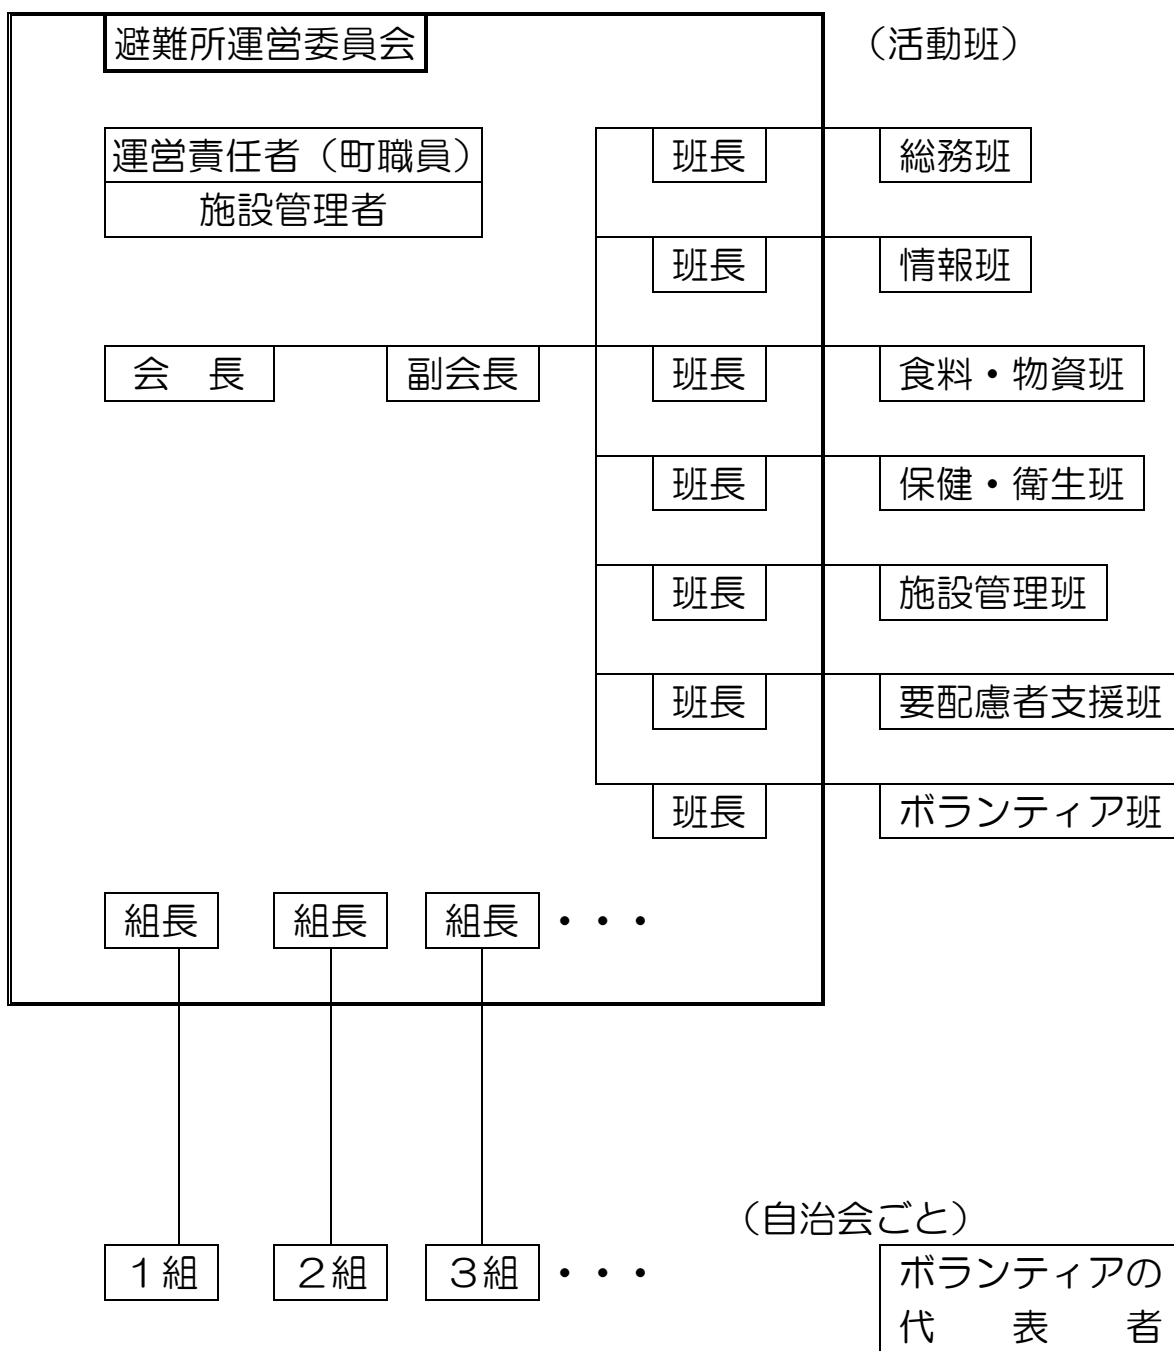 避難所運営委員会
（活動班）
運営責任者（町職員）
施設管理者
班長
総務班
班長
情報班
会　長
副会長
班長
食料・物資班
班長
保健・衛生班
班長
施設管理班
班長
要配慮者支援班
班長
ボランティア班
組長
組長
組長
・・・
（自治会ごと）
１組
２組
３組
・・・
ボランティアの
代　表　者